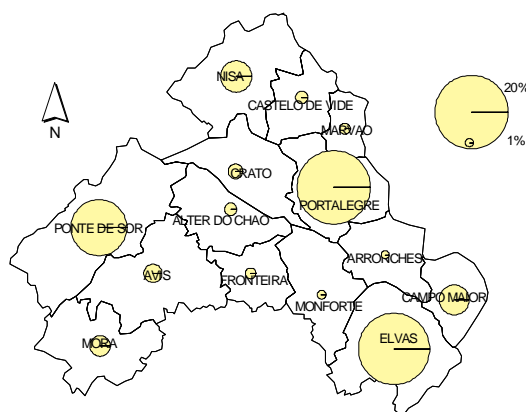 NISA
20%
CASTELO DE VIDE
MARVAO
1%
N
CRATO
PORTALEGRE
ALTER DO CHAO
PONTE DE SOR
ARRONCHES
AVIS
FRONTEIRA
CAMPO MAIOR
MONFORTE
ELVAS
MORA